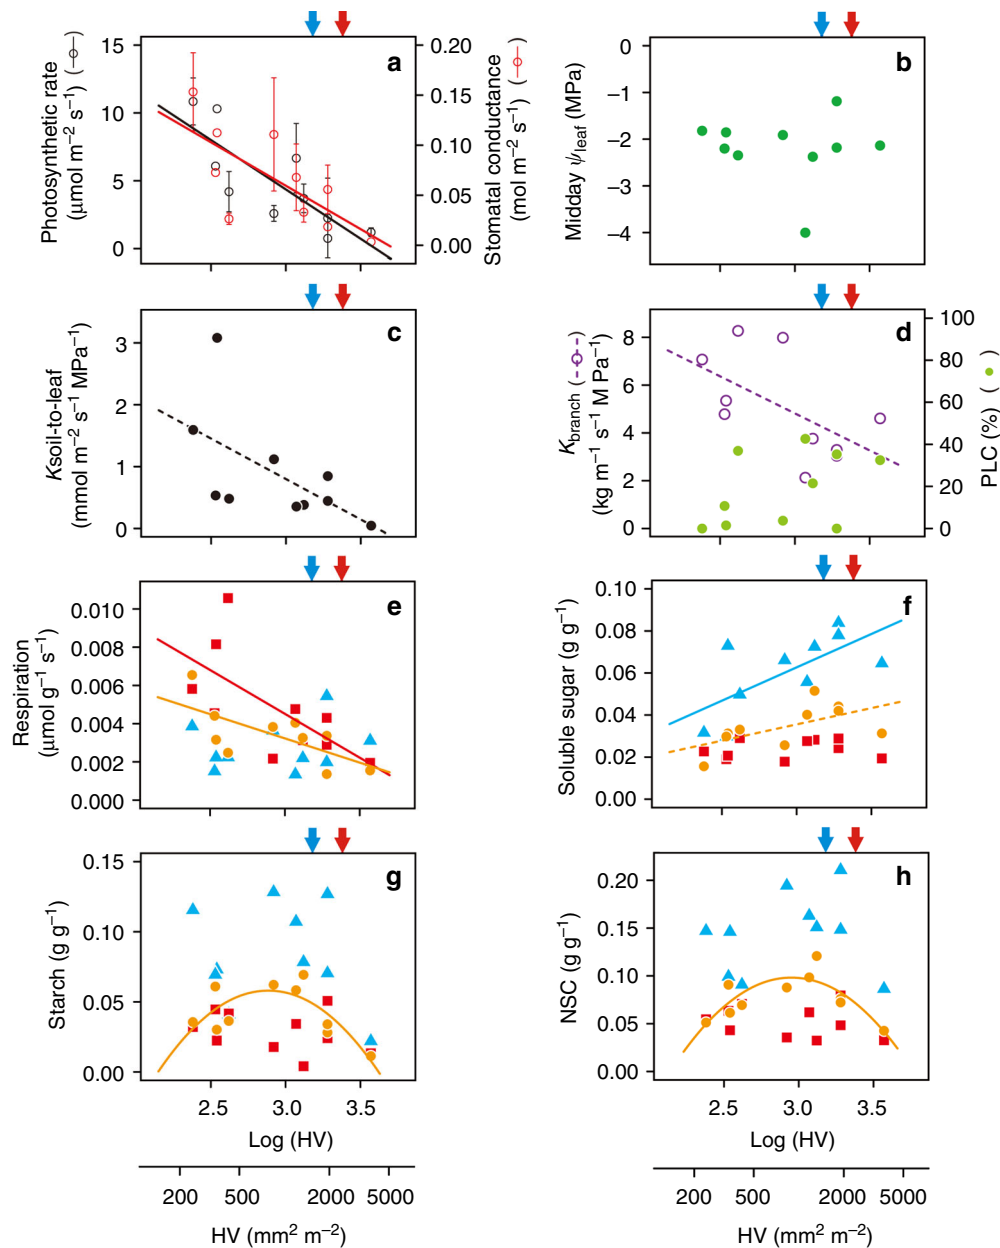 a
Photosynthetic rate
(μmol m−2 s−1) ( )
15
10
5
0
0.20
0.15
0.10
0.05
0.00
Stomatal conductance
(mol m−2 s−1) ( )
b
Midday ψleaf (MPa)
0
−1
−2
−3
−4
c
Ksoil-to-leaf
(mmol m−2 s−1 MPa−1)
3
2
1
0
d
Kbranch ( )
(kg m−1 s−1 M Pa−1)
8
6
4
2
0
100
80
60
40
20
0
PLC (%) ( )
e
Respiration
(μmol g−1 s−1)
0.010
0.008
0.006
0.004
0.002
0.000
f
Soluble sugar (g g−1)
0.10
0.08
0.06
0.04
0.02
0.00
g
Starch (g g−1)
0.15
0.10
0.05
0.00
2.5 3.0 3.5
Log (HV)
200 500 2000 5000
HV (mm2 m−2)
h
NSC (g g−1)
0.20
0.15
0.10
0.05
0.00
2.5 3.0 3.5
Log (HV)
200 500 2000 5000
HV (mm2 m−2)